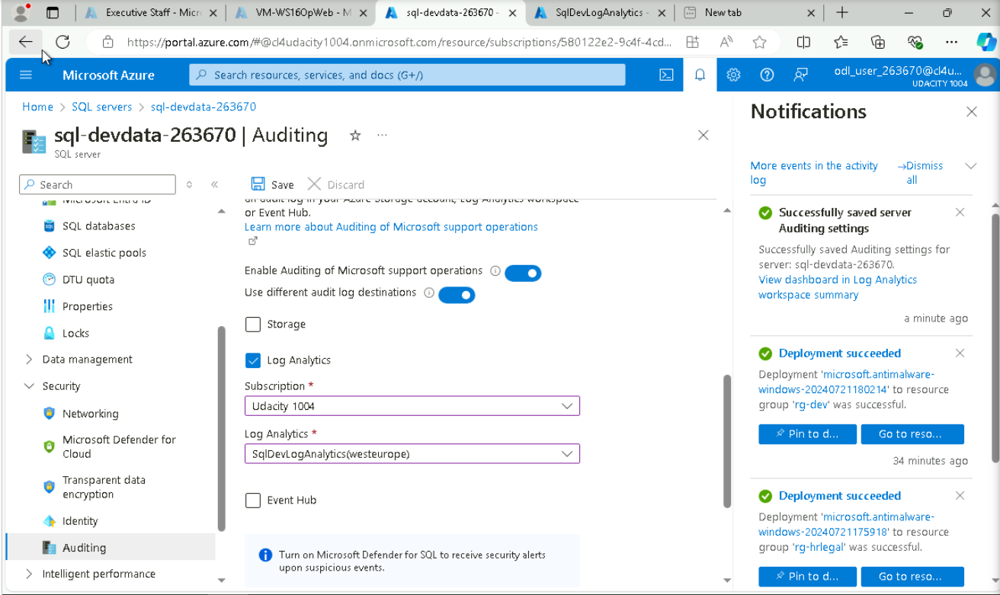 Executive Staff - Micr
VM-WS16OpWeb - M
sql-devdata-263670 -
SqlDevLogAnalytics -
New tab
https://portal.azure.com/#@cl4udacity1004.onmicrosoft.com/resource/subscriptions/580122e2-9c4f-4cd...
Microsoft Azure
Search resources, services, and docs (G+/)
odl_user_263670@cl4u...
UDACITY 1004
Home > SQL servers > sql-devdata-263670
sql-devdata-263670 | Auditing
SQL server
Search
Save
Discard
Microsoft Entra ID
SQL databases
SQL elastic pools
DTU quota
Properties
Locks
Data management
Security
Networking
Microsoft Defender for
Cloud
Transparent data
encryption
Identity
Auditing
Intelligent performance
an audit log in your Azure Storage account, Log Analytics workspace
or Event Hub.
Learn more about Auditing of Microsoft support operations
Enable Auditing of Microsoft support operations
Use different audit log destinations
Storage
Log Analytics
Subscription *
Udacity 1004
Log Analytics *
SqlDevLogAnalytics(westeurope)
Event Hub
Turn on Microsoft Defender for SQL to receive security alerts
upon suspicious events.
Notifications
More events in the activity
log
→Dismiss
all
Successfully saved server
Auditing settings
Successfully saved Auditing settings for
server: sql-devdata-263670.
View dashboard in Log Analytics
workspace summary
a minute ago
Deployment succeeded
Deployment 'microsoft.antimalware-
windows-20240721180214' to resource
group 'rg-dev' was successful.
Pin to d...
Go to reso...
34 minutes ago
Deployment succeeded
Deployment 'microsoft.antimalware-
windows-20240721175918' to resource
group 'rg-hrlegal' was successful.
Pin to d...
Go to reso...